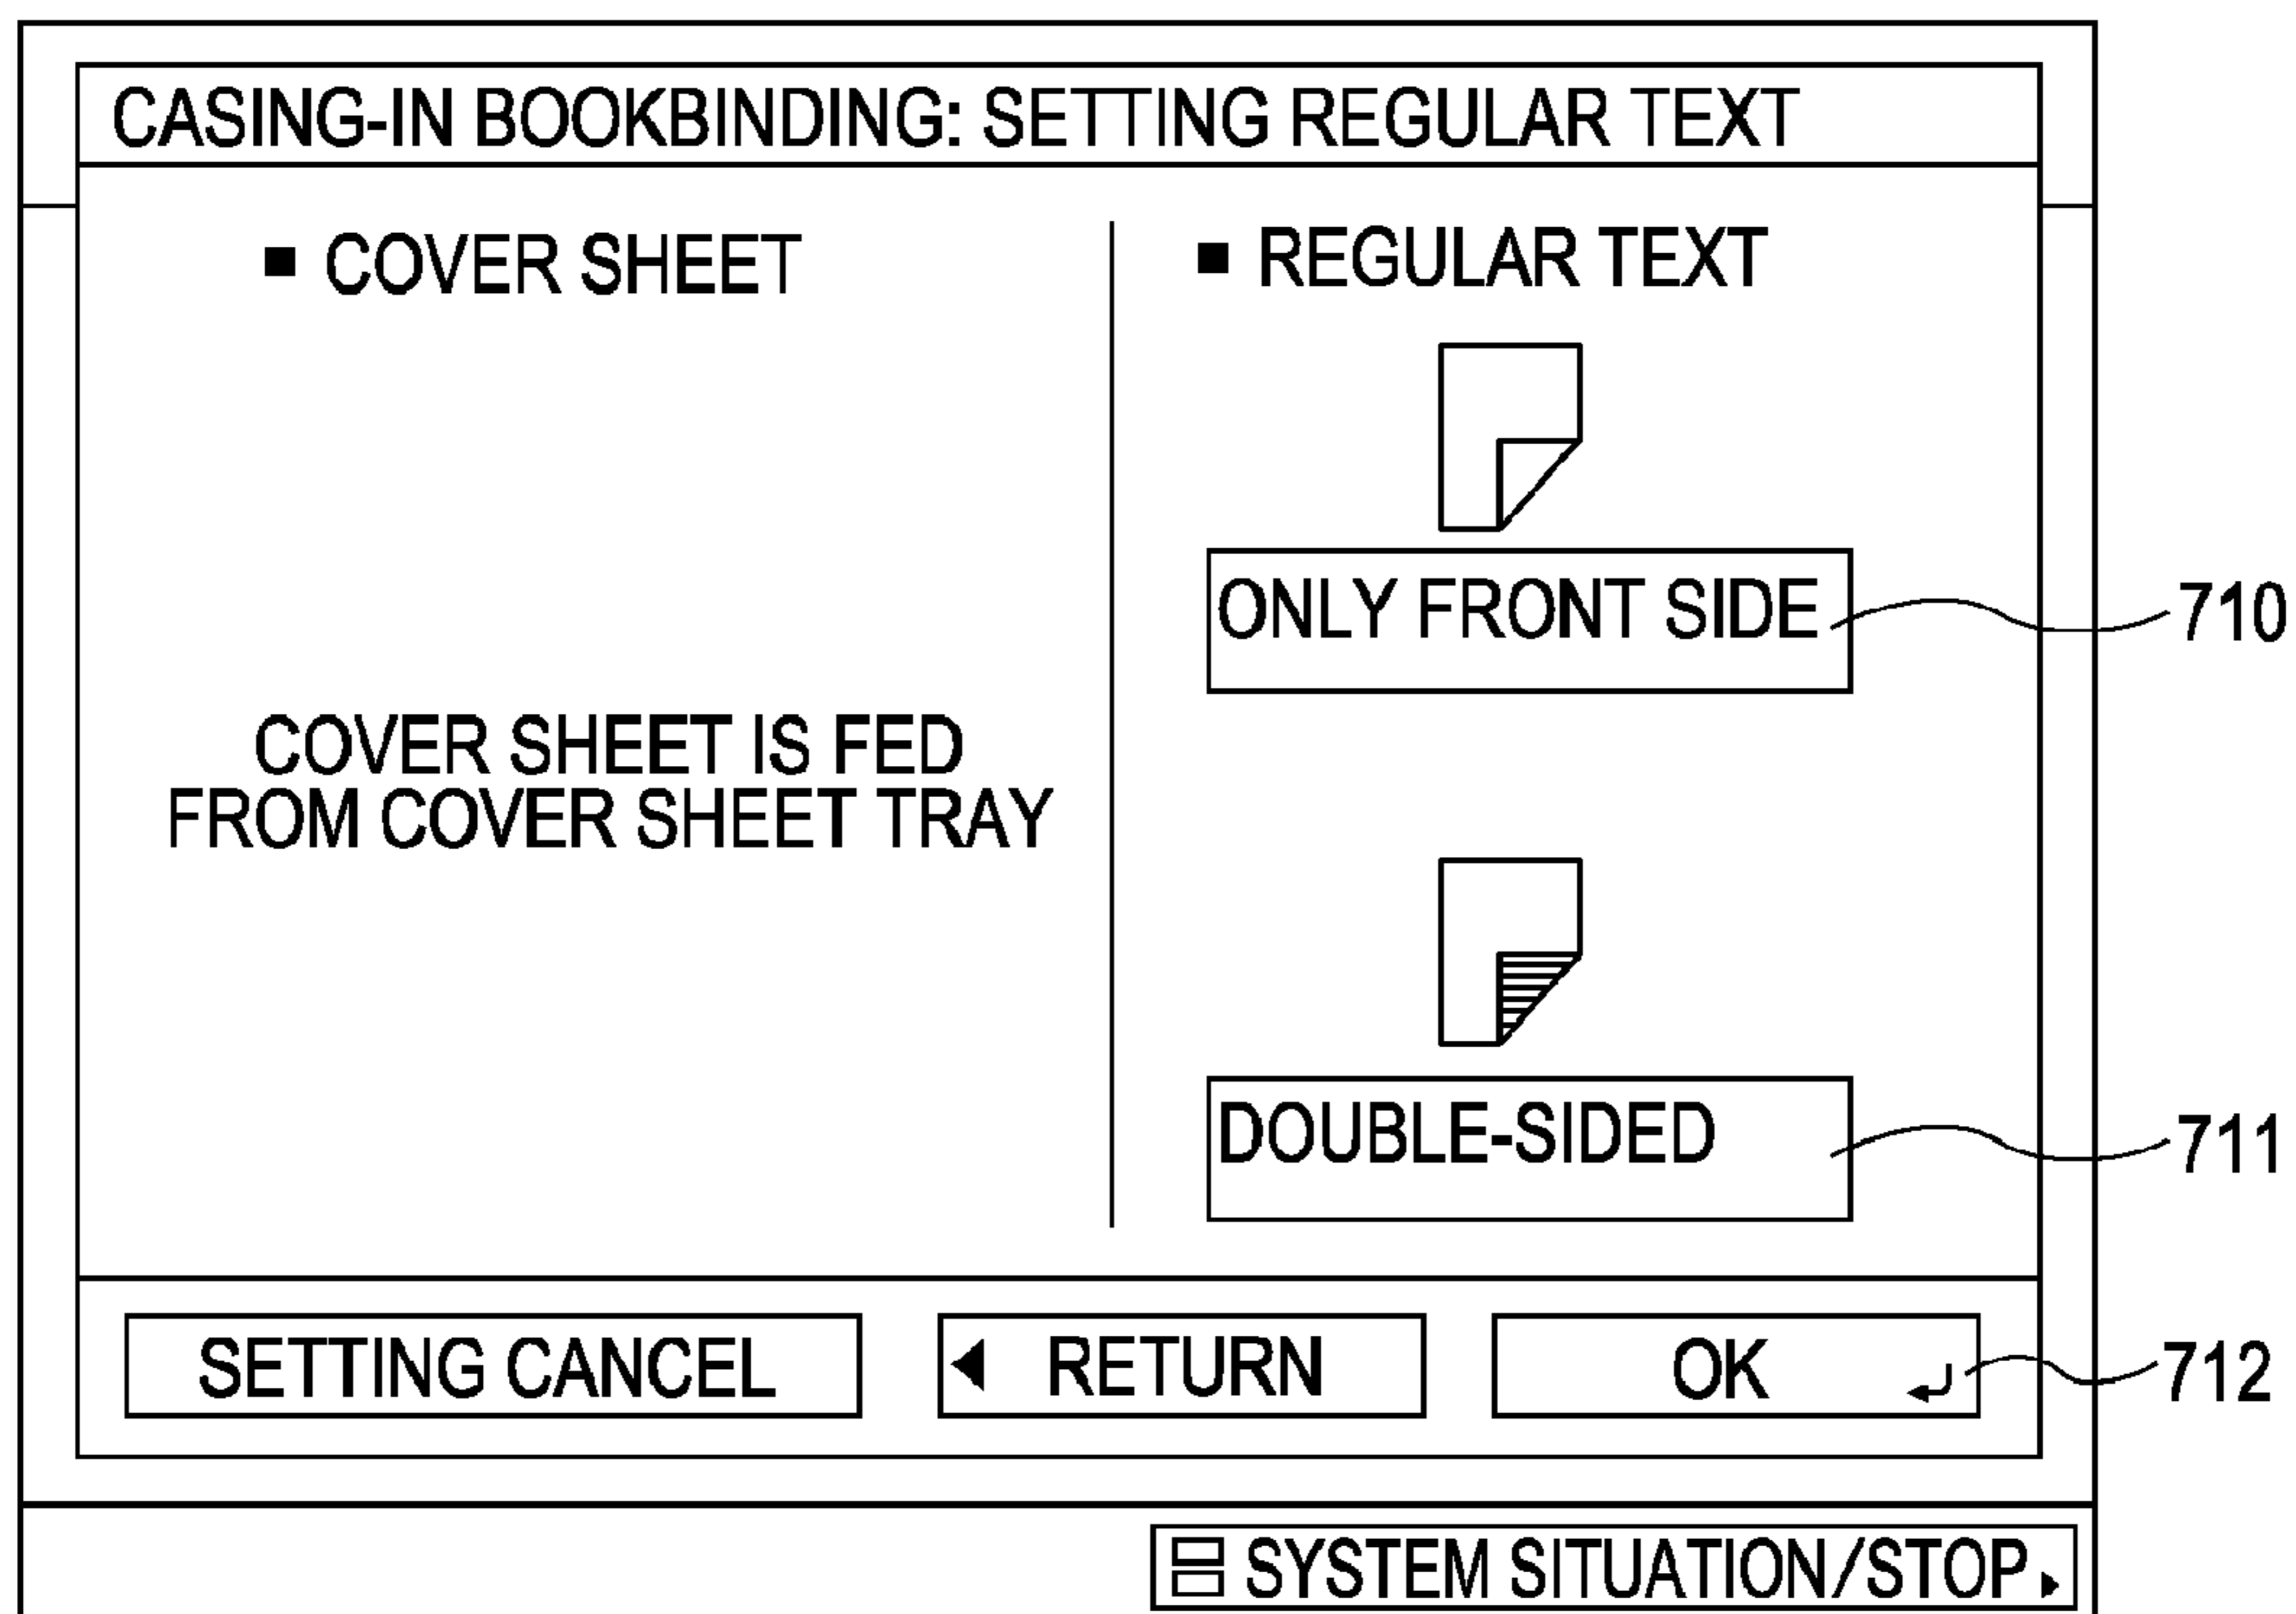 CASING-IN BOOKBINDING: SETTING REGULAR TEXT
■ COVER SHEET
COVER SHEET IS FED
FROM COVER SHEET TRAY
■ REGULAR TEXT
ONLY FRONT SIDE
710
DOUBLE-SIDED
711
SETTING CANCEL
RETURN
OK
712
SYSTEM SITUATION/STOP